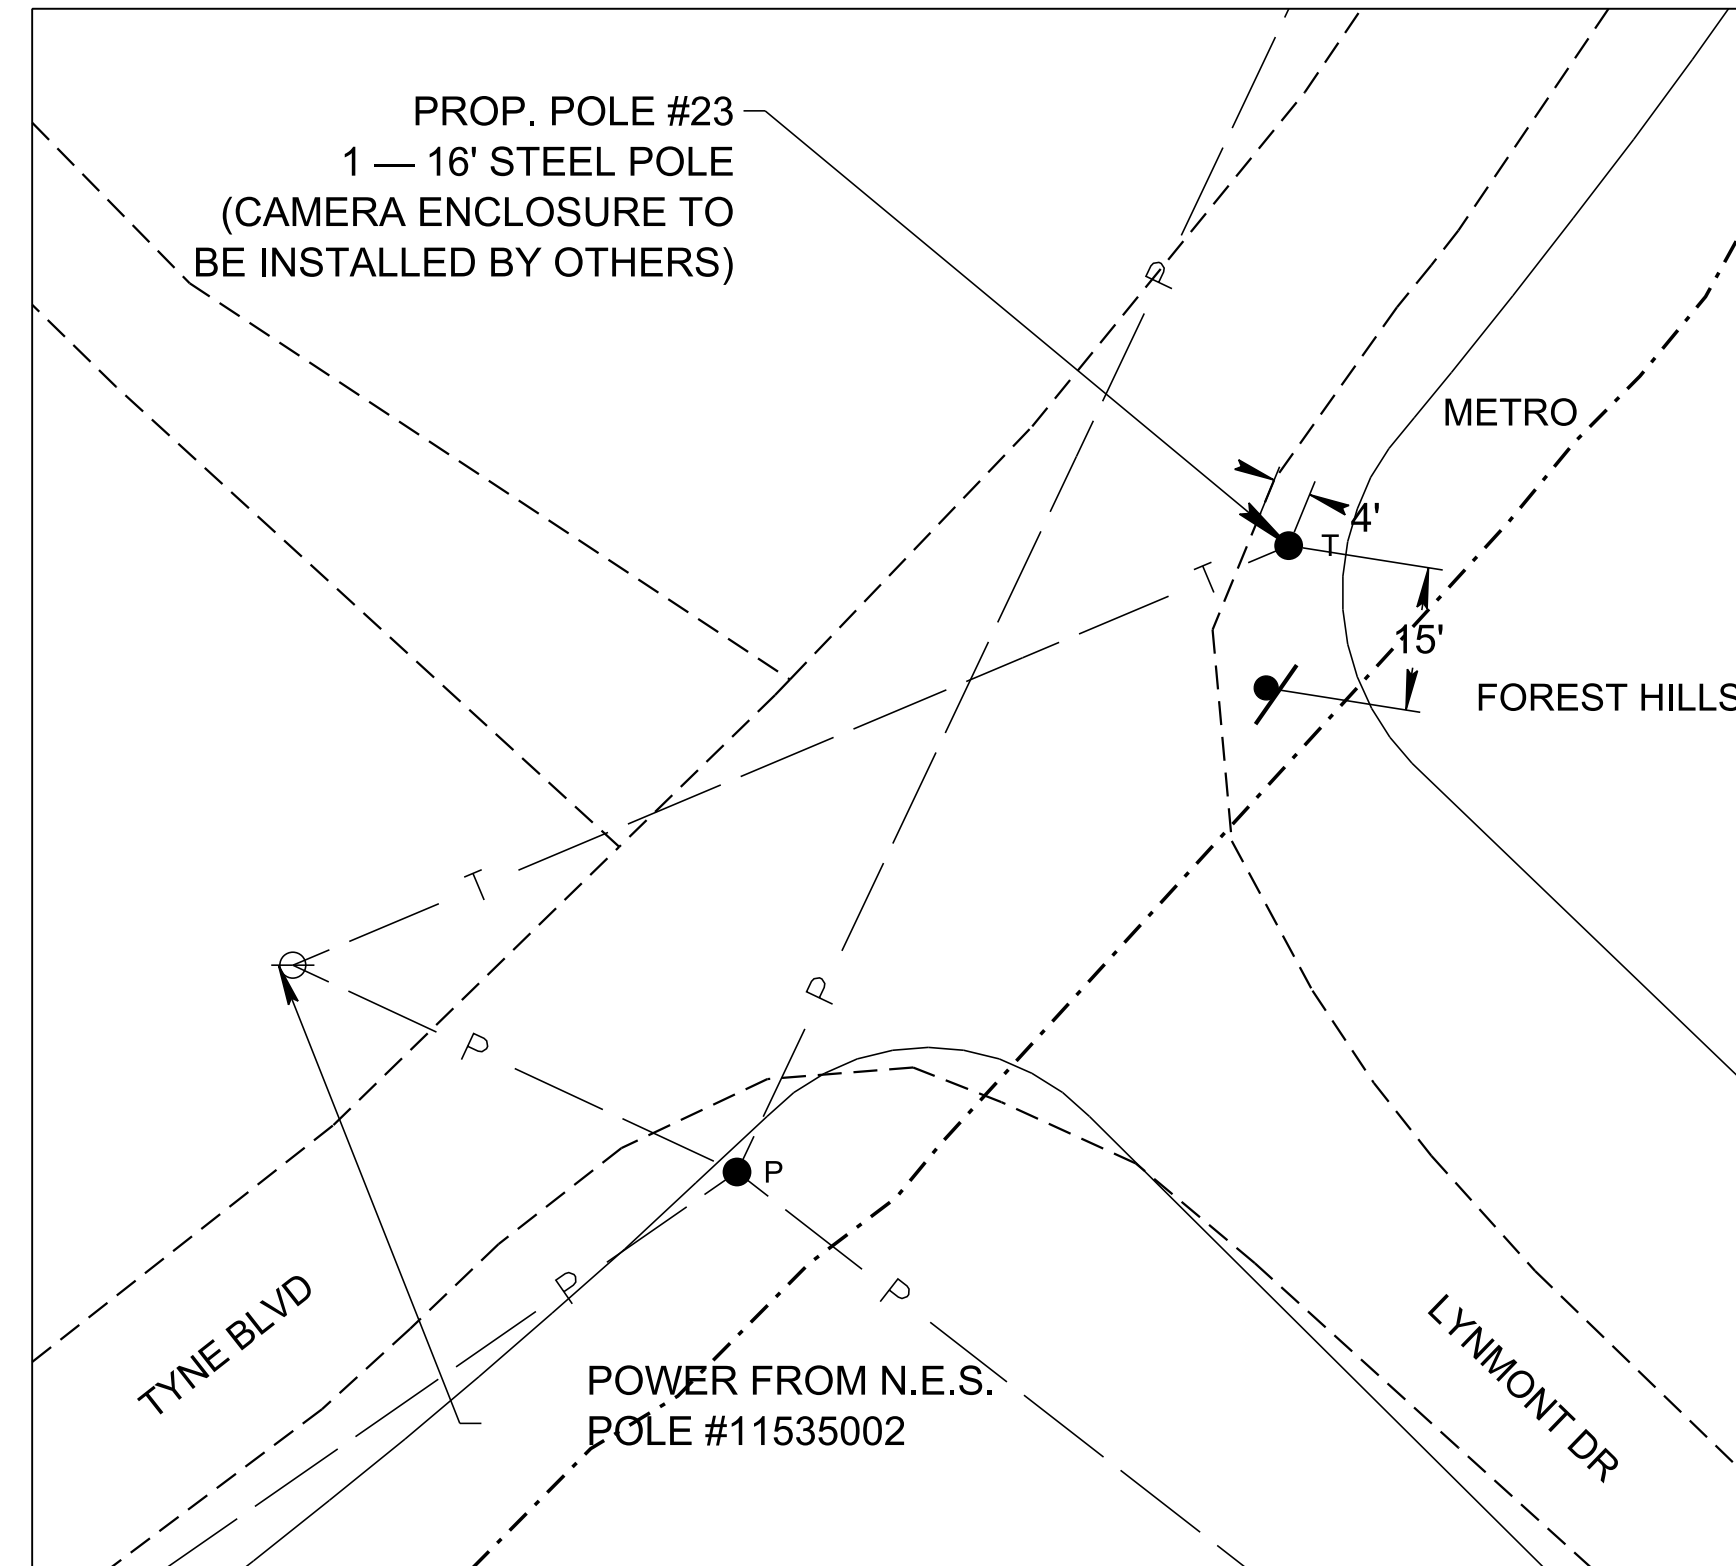 PROP. POLE #23
1 — 16' STEEL POLE
(CAMERA ENCLOSURE TO
BE INSTALLED BY OTHERS)
P
METRO
4'
T
T
15'
FOREST HILLS
T
P
P
P
P
P
TYNE BLVD
LYNMONT DR
POWER FROM N.E.S.
POLE #11535002